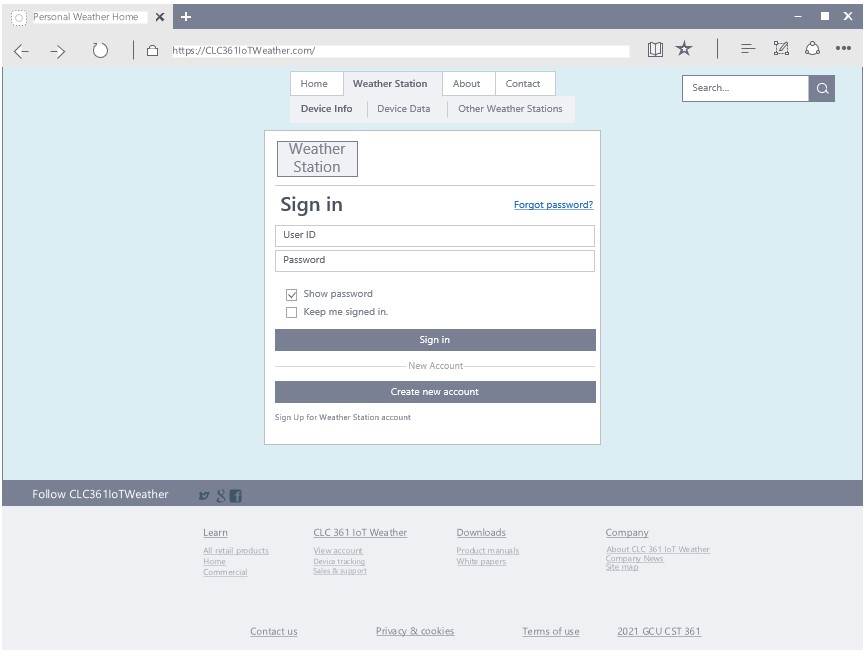 Personal Weather Home
https://CLC361IoTWeather.com/
Home Weather Station About Contact
Search...
Device Info Device Data Other Weather Stations
Weather
Station
Sign in Forgot password?
User ID
Password
Show password
Keep me signed in.
Sign in
New Account
Create new account
Sign Up for Weather Station account
Follow CLC361IoTWeather
Learn CLC 361 IoT Weather Downloads Company
All retail products View account Product manuals About CLC 361 IoT Weather
Home Device tracking White papers Company News
Commercial Sales & support Site map
Contact us Privacy & cookies Terms of use 2021 GCU CST 361